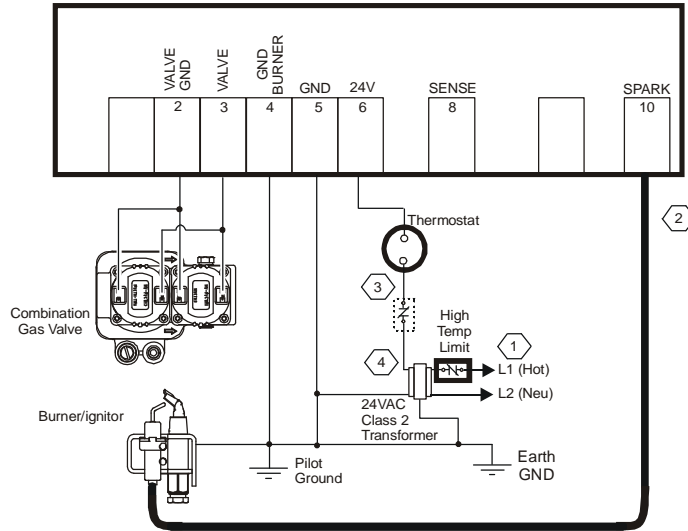 VALVE
GND
VALVE
GND
BURNER
GND
24V
SENSE
SPARK
2
3
4
5
6
8
10
2
Thermostat
3
High
Temp
Limit
1
4
L1 (Hot)
L2 (Neu)
Combination
Gas Valve
24VAC
Class 2
Transformer
Burner/ignitor
Pilot
Ground
Earth
GND